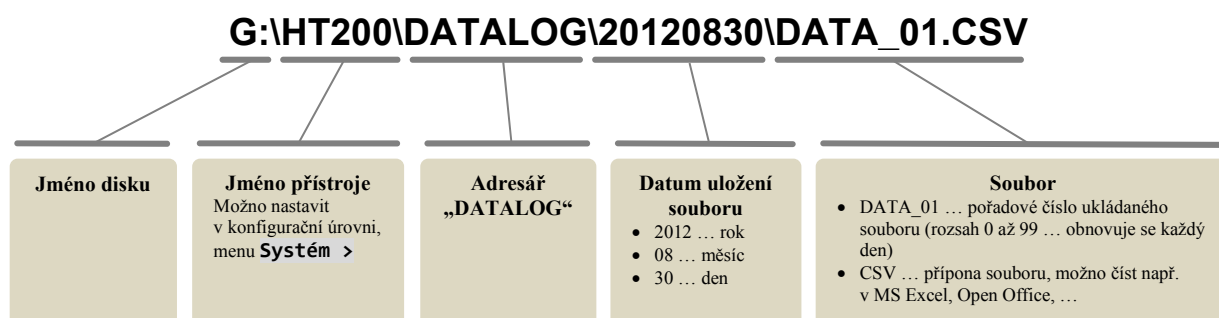 G:\HT200\DATALOG\20120830\DATA_01.CSV
Jméno disku
Jméno přístroje
Možno nastavit
v konfigurační úrovni,
menu Systém >
Adresář
„DATALOG“
Datum uložení
souboru
• 2012 … rok
• 08 … měsíc
• 30 … den
Soubor
• DATA_01 … pořadové číslo ukládaného
souboru (rozsah 0 až 99 … obnovuje se každý
den)
• CSV … přípona souboru, možno číst např.
v MS Excel, Open Office, …